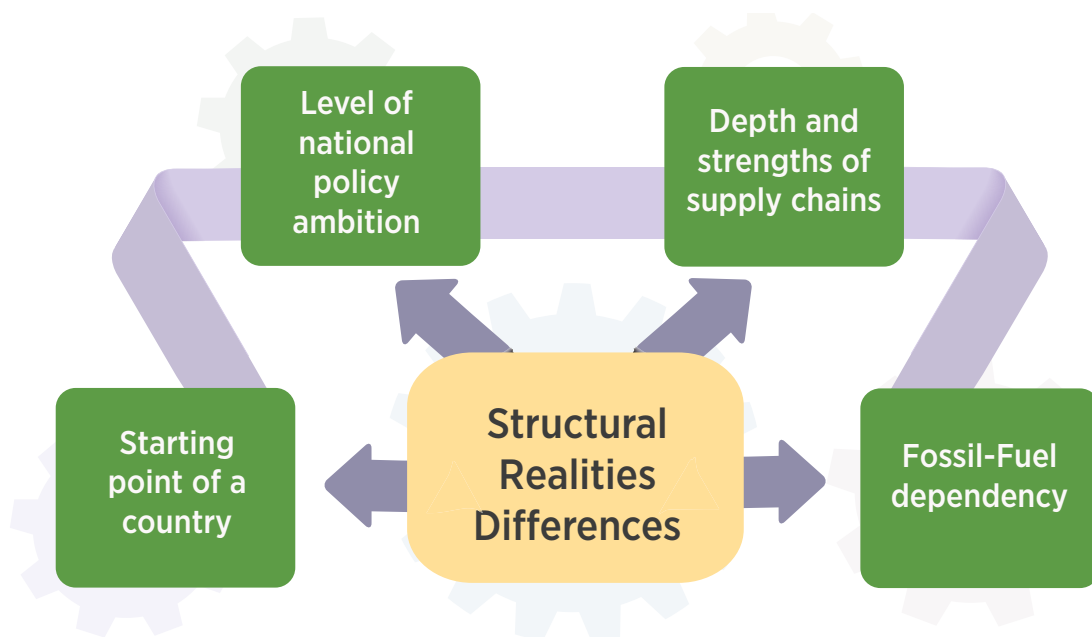 Level of
national
policy
ambition
Depth and
strengths of
supply chains
Starting
point of a
country
Structural
Realities
Differences
Fossil-Fuel
dependency